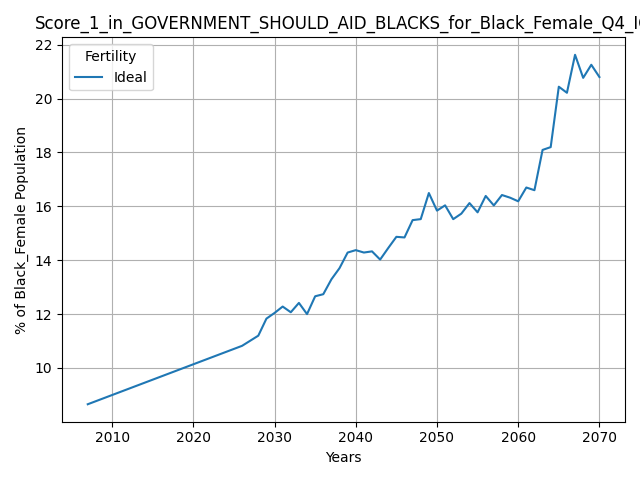 Score_1_in_GOVERNMENT_SHOULD_AID_BLACKS_for_Black_Female_Q4_I
Fertility
Ideal
22
20
18
16
14
12
10
% of Black_Female Population
2010 2020 2030 2040 2050 2060 2070
Years